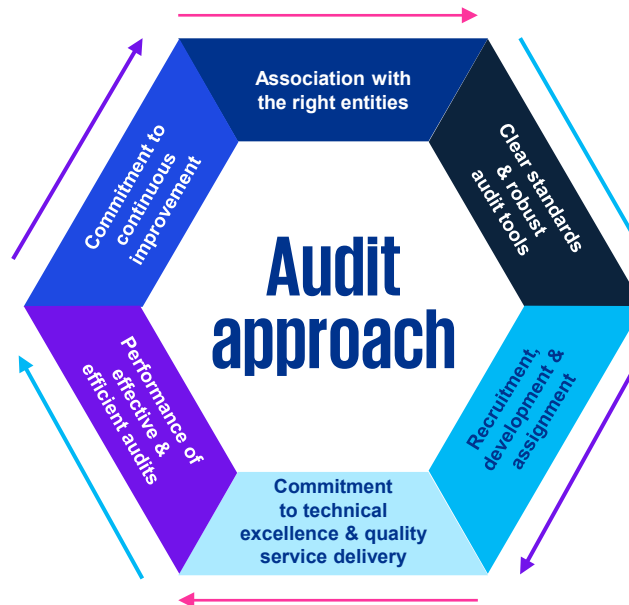 Association with
the right entities
Clear standards
& robust
audit tools
Recruitment,
development &
assignment
Commitment
to technical
excellence & quality
service delivery
Performance of
effective &
efficient audits
Commitment to
continuous
improvement
Audit
approach